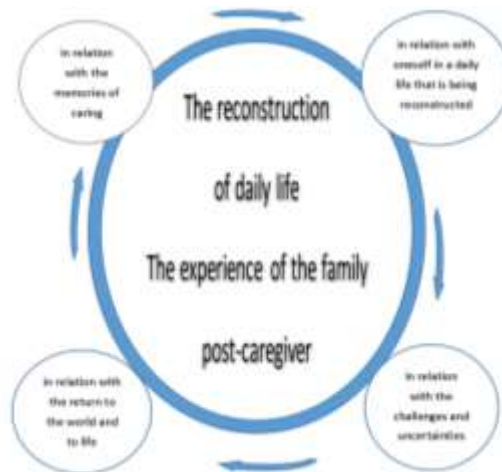 in relation
with the
memories of
caring
in relation with
oneself in a daily
life that is being
reconstructed
The reconstruction
of daily life
The experience of the family
post-caregiver
in relation with
the return to
the world and
to life
in relation
with the
challenges and
uncertainties